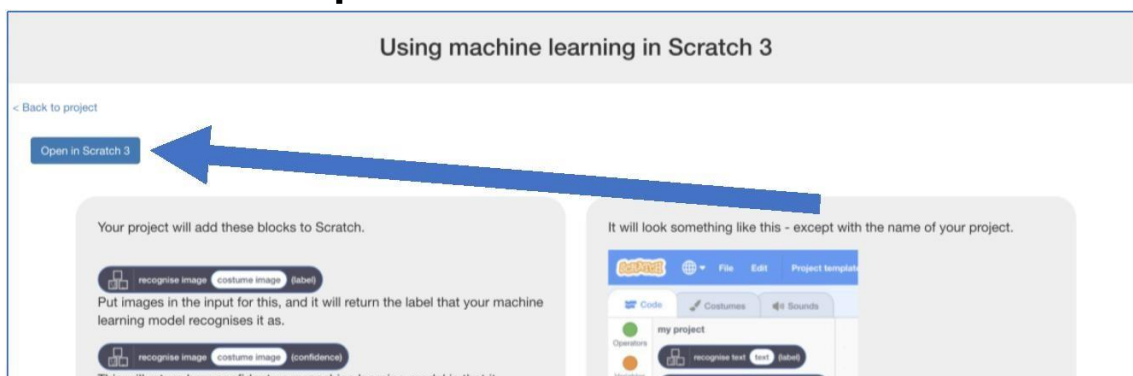 Using machine learning in Scratch 3
< Back to project
Open in Scratch 3
Your project will add these blocks to Scratch.
recognise image costume image (label)
Put images in the input for this, and it will return the label that your machine
learning model recognises it as.
recognise image costume image (confidence)
It will look something like this - except with the name of your project.
SCRATCH File Edit Project templat
Code Costumes Sounds
my project
Operators
recognise text text (label)